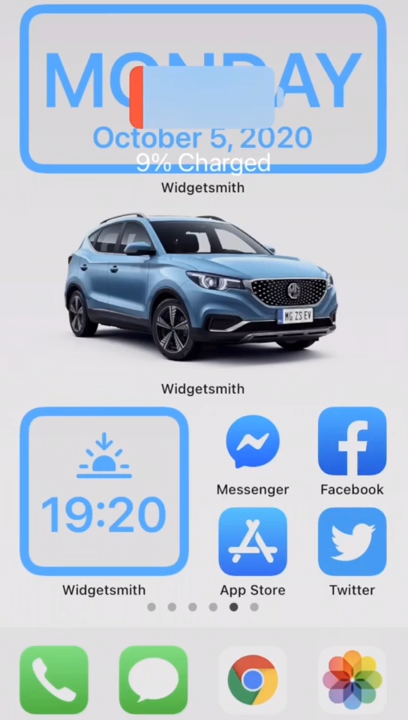 MONDAY
October 5, 2020
9% Charged
Widgetsmith
MG ZS EV
Widgetsmith
19:20
Messenger
Facebook
Widgetsmith
App Store
Twitter